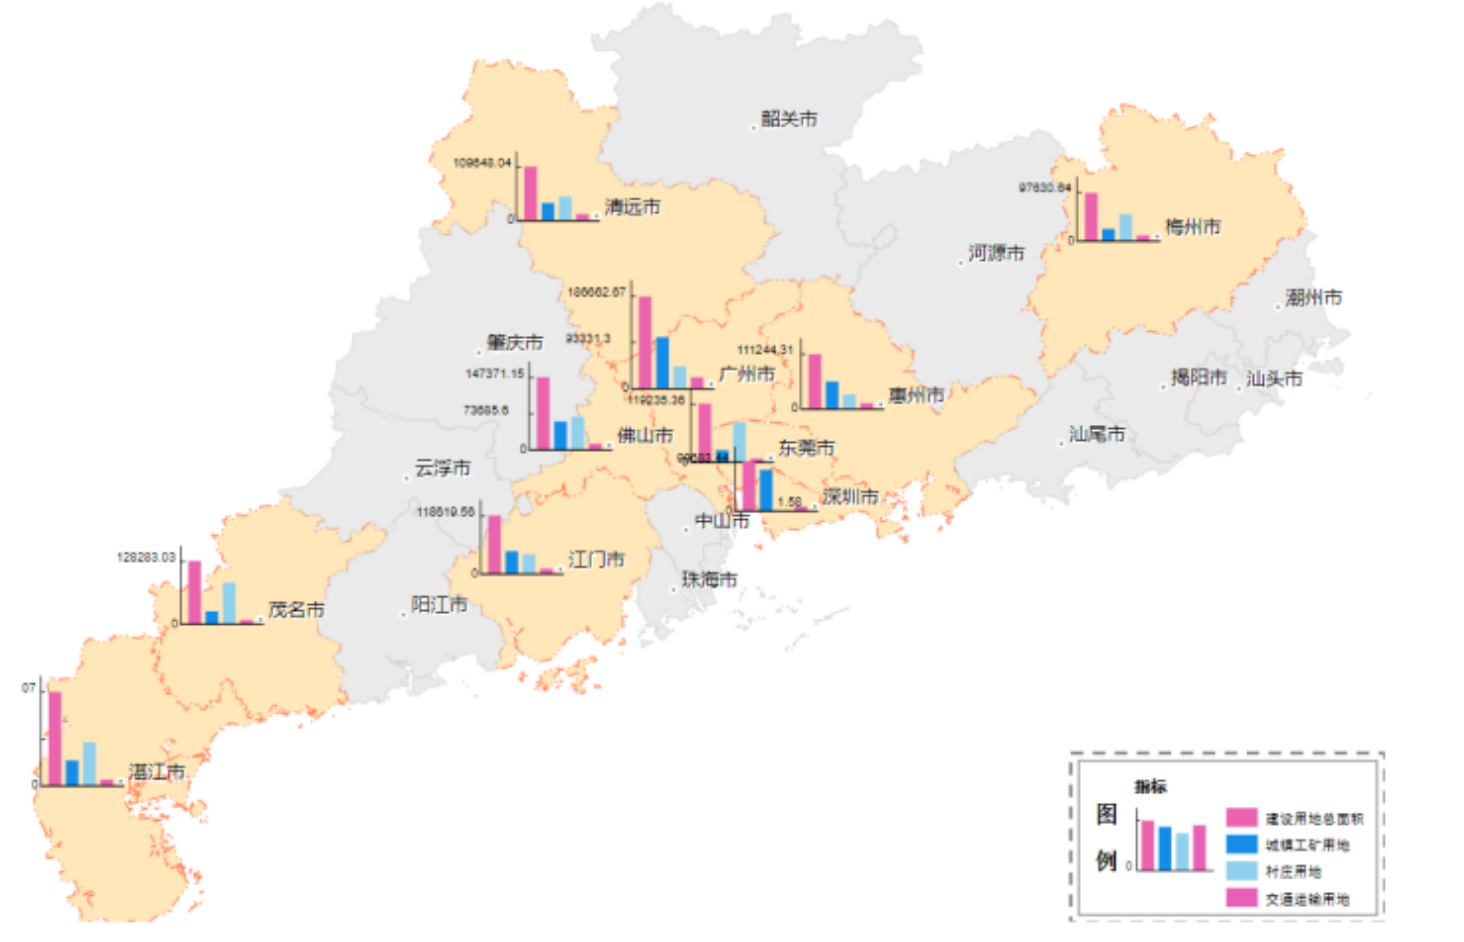 韶关市
109648.04
0
清远市
97630.64
0
梅州市
河源市
潮州市
186662.67
93331.3
0
广州市
肇庆市
111244.31
0
惠州市
揭阳市
汕头市
147371.15
73685.6
0
佛山市
119235.36
东莞市
汕尾市
云浮市
1.58
深圳市
0
中山市
118619.56
0
江门市
珠海市
128283.03
0
茂名市
阳江市
07
0
湛江市
指标
图例
0
建设用地总面积
城镇工矿用地
村庄用地
交通运输用地